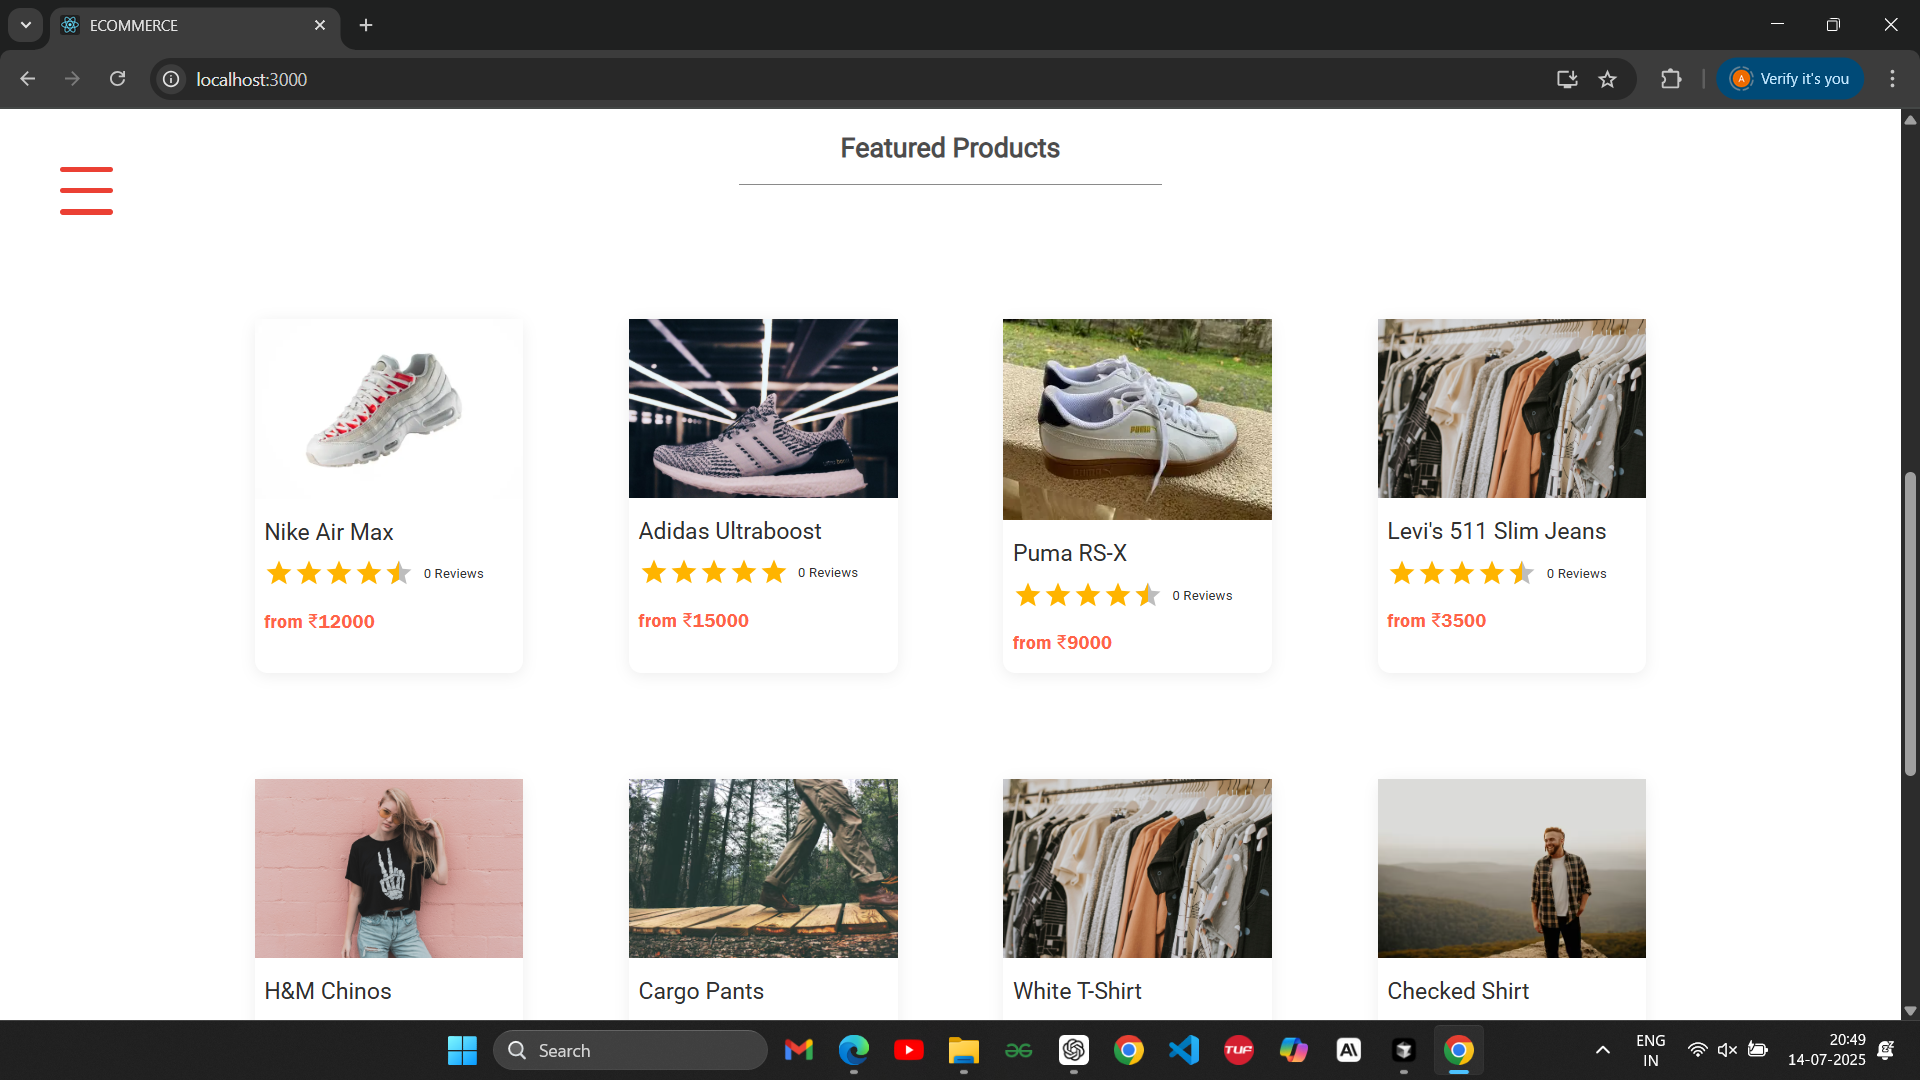 ECOMMERCE
localhost:3000
A
Verify it's you
Featured Products
PUMA
Nike Air Max
Adidas Ultraboost
Puma RS-X
Levi's 511 Slim Jeans
0 Reviews
0 Reviews
0 Reviews
0 Reviews
from ₹12000
from ₹15000
from ₹9000
from ₹3500
H&M Chinos
Cargo Pants
White T-Shirt
Checked Shirt
Search
TUF
ENG
IN
20:49
14-07-2025